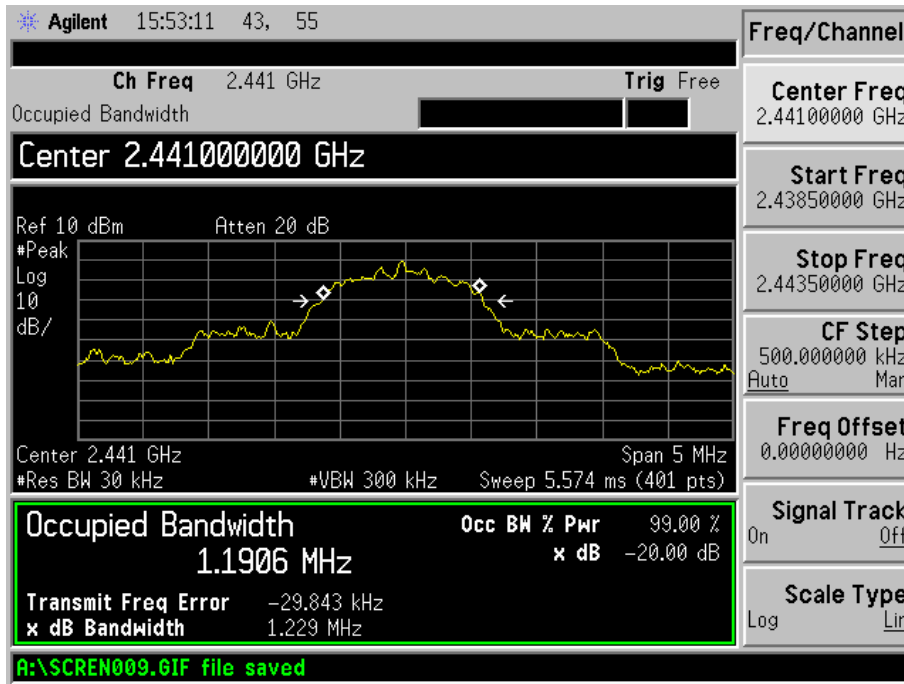 Agilent 15:53:11 43, 55
Freq/Channel
Ch Freq 2.441 GHz Trig Free
Occupied Bandwidth
Center 2.441000000 GHz
Ref 10 dBm Atten 20 dB
#Peak
Log
10
dB/
Center 2.441 GHz Span 5 MHz
#Res BW 30 kHz #VBW 300 kHz Sweep 5.574 ms (401 pts)
Occupied Bandwidth
1.1906 MHz
Occ BW % Pwr 99.00 %
x dB -20.00 dB
Transmit Freq Error -29.843 kHz
x dB Bandwidth 1.229 MHz
A:\SCREN009.GIF file saved
Center Freq
2.44100000 GHz
Start Freq
2.43850000 GHz
Stop Freq
2.44350000 GHz
CF Step
500.000000 kHz
Auto Man
Freq Offset
0.00000000 Hz
Signal Track
On Off
Scale Type
Log Lin